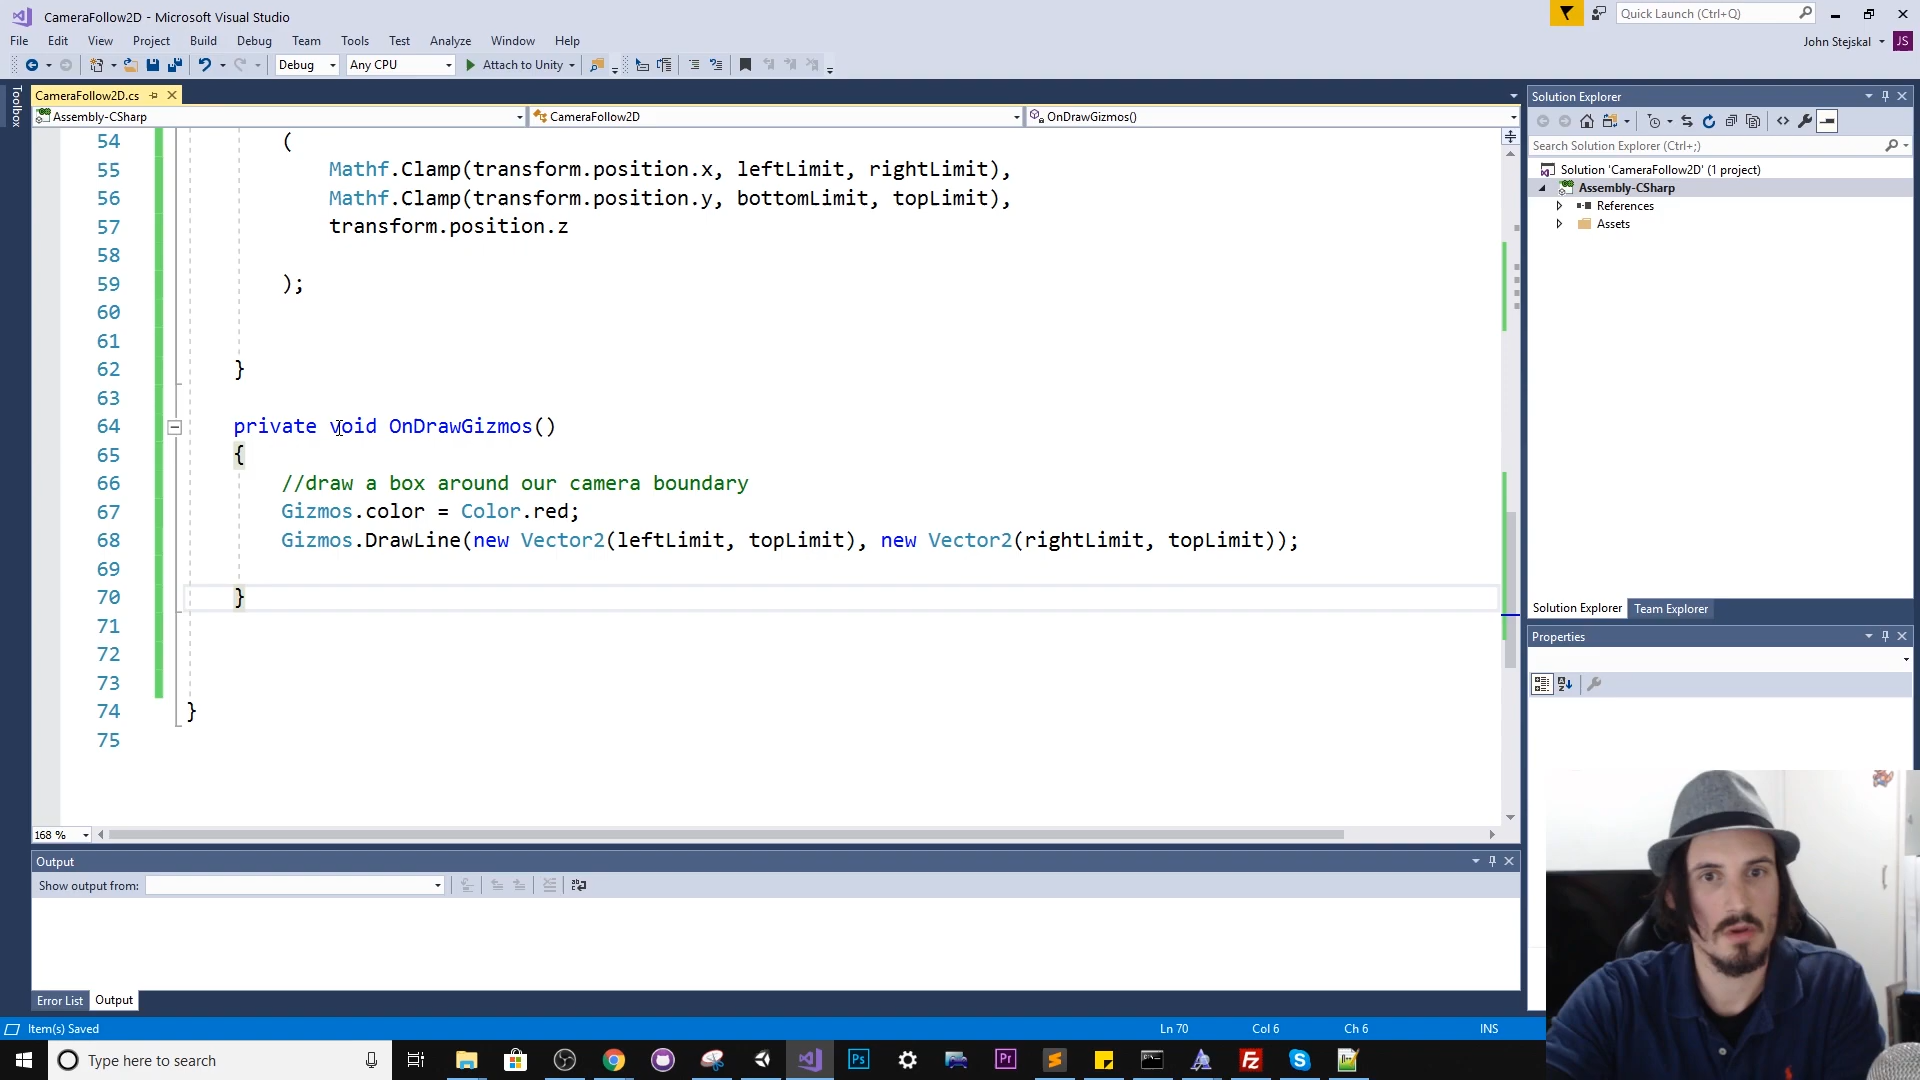 CameraFollow2D - Microsoft Visual Studio
Quick Launch (Ctrl+Q)
File Edit View Project Build Debug Team Tools Test Analyze Window Help
John Stejskal JS
Debug Any CPU Attach to Unity
Toolbox
CameraFollow2D.cs
Assembly-CSharp CameraFollow2D OnDrawGizmos()
54 (
55 Mathf.Clamp(transform.position.x, leftLimit, rightLimit),
56 Mathf.Clamp(transform.position.y, bottomLimit, topLimit),
57 transform.position.z
58
59 );
60
61
62 }
63
64 private void OnDrawGizmos()
65 {
66 //draw a box around our camera boundary
67 Gizmos.color = Color.red;
68 Gizmos.DrawLine(new Vector2(leftLimit, topLimit), new Vector2(rightLimit, topLimit));
69
70 }
71
72
73
74 }
75
168 %
Solution Explorer
Search Solution Explorer (Ctrl+;)
Solution 'CameraFollow2D' (1 project)
Assembly-CSharp
References
Assets
Solution Explorer Team Explorer
Properties
Output
Show output from:
Error List Output
Item(s) Saved Ln 70 Col 6 Ch 6 INS
Type here to search
Ps
Pr
Fz